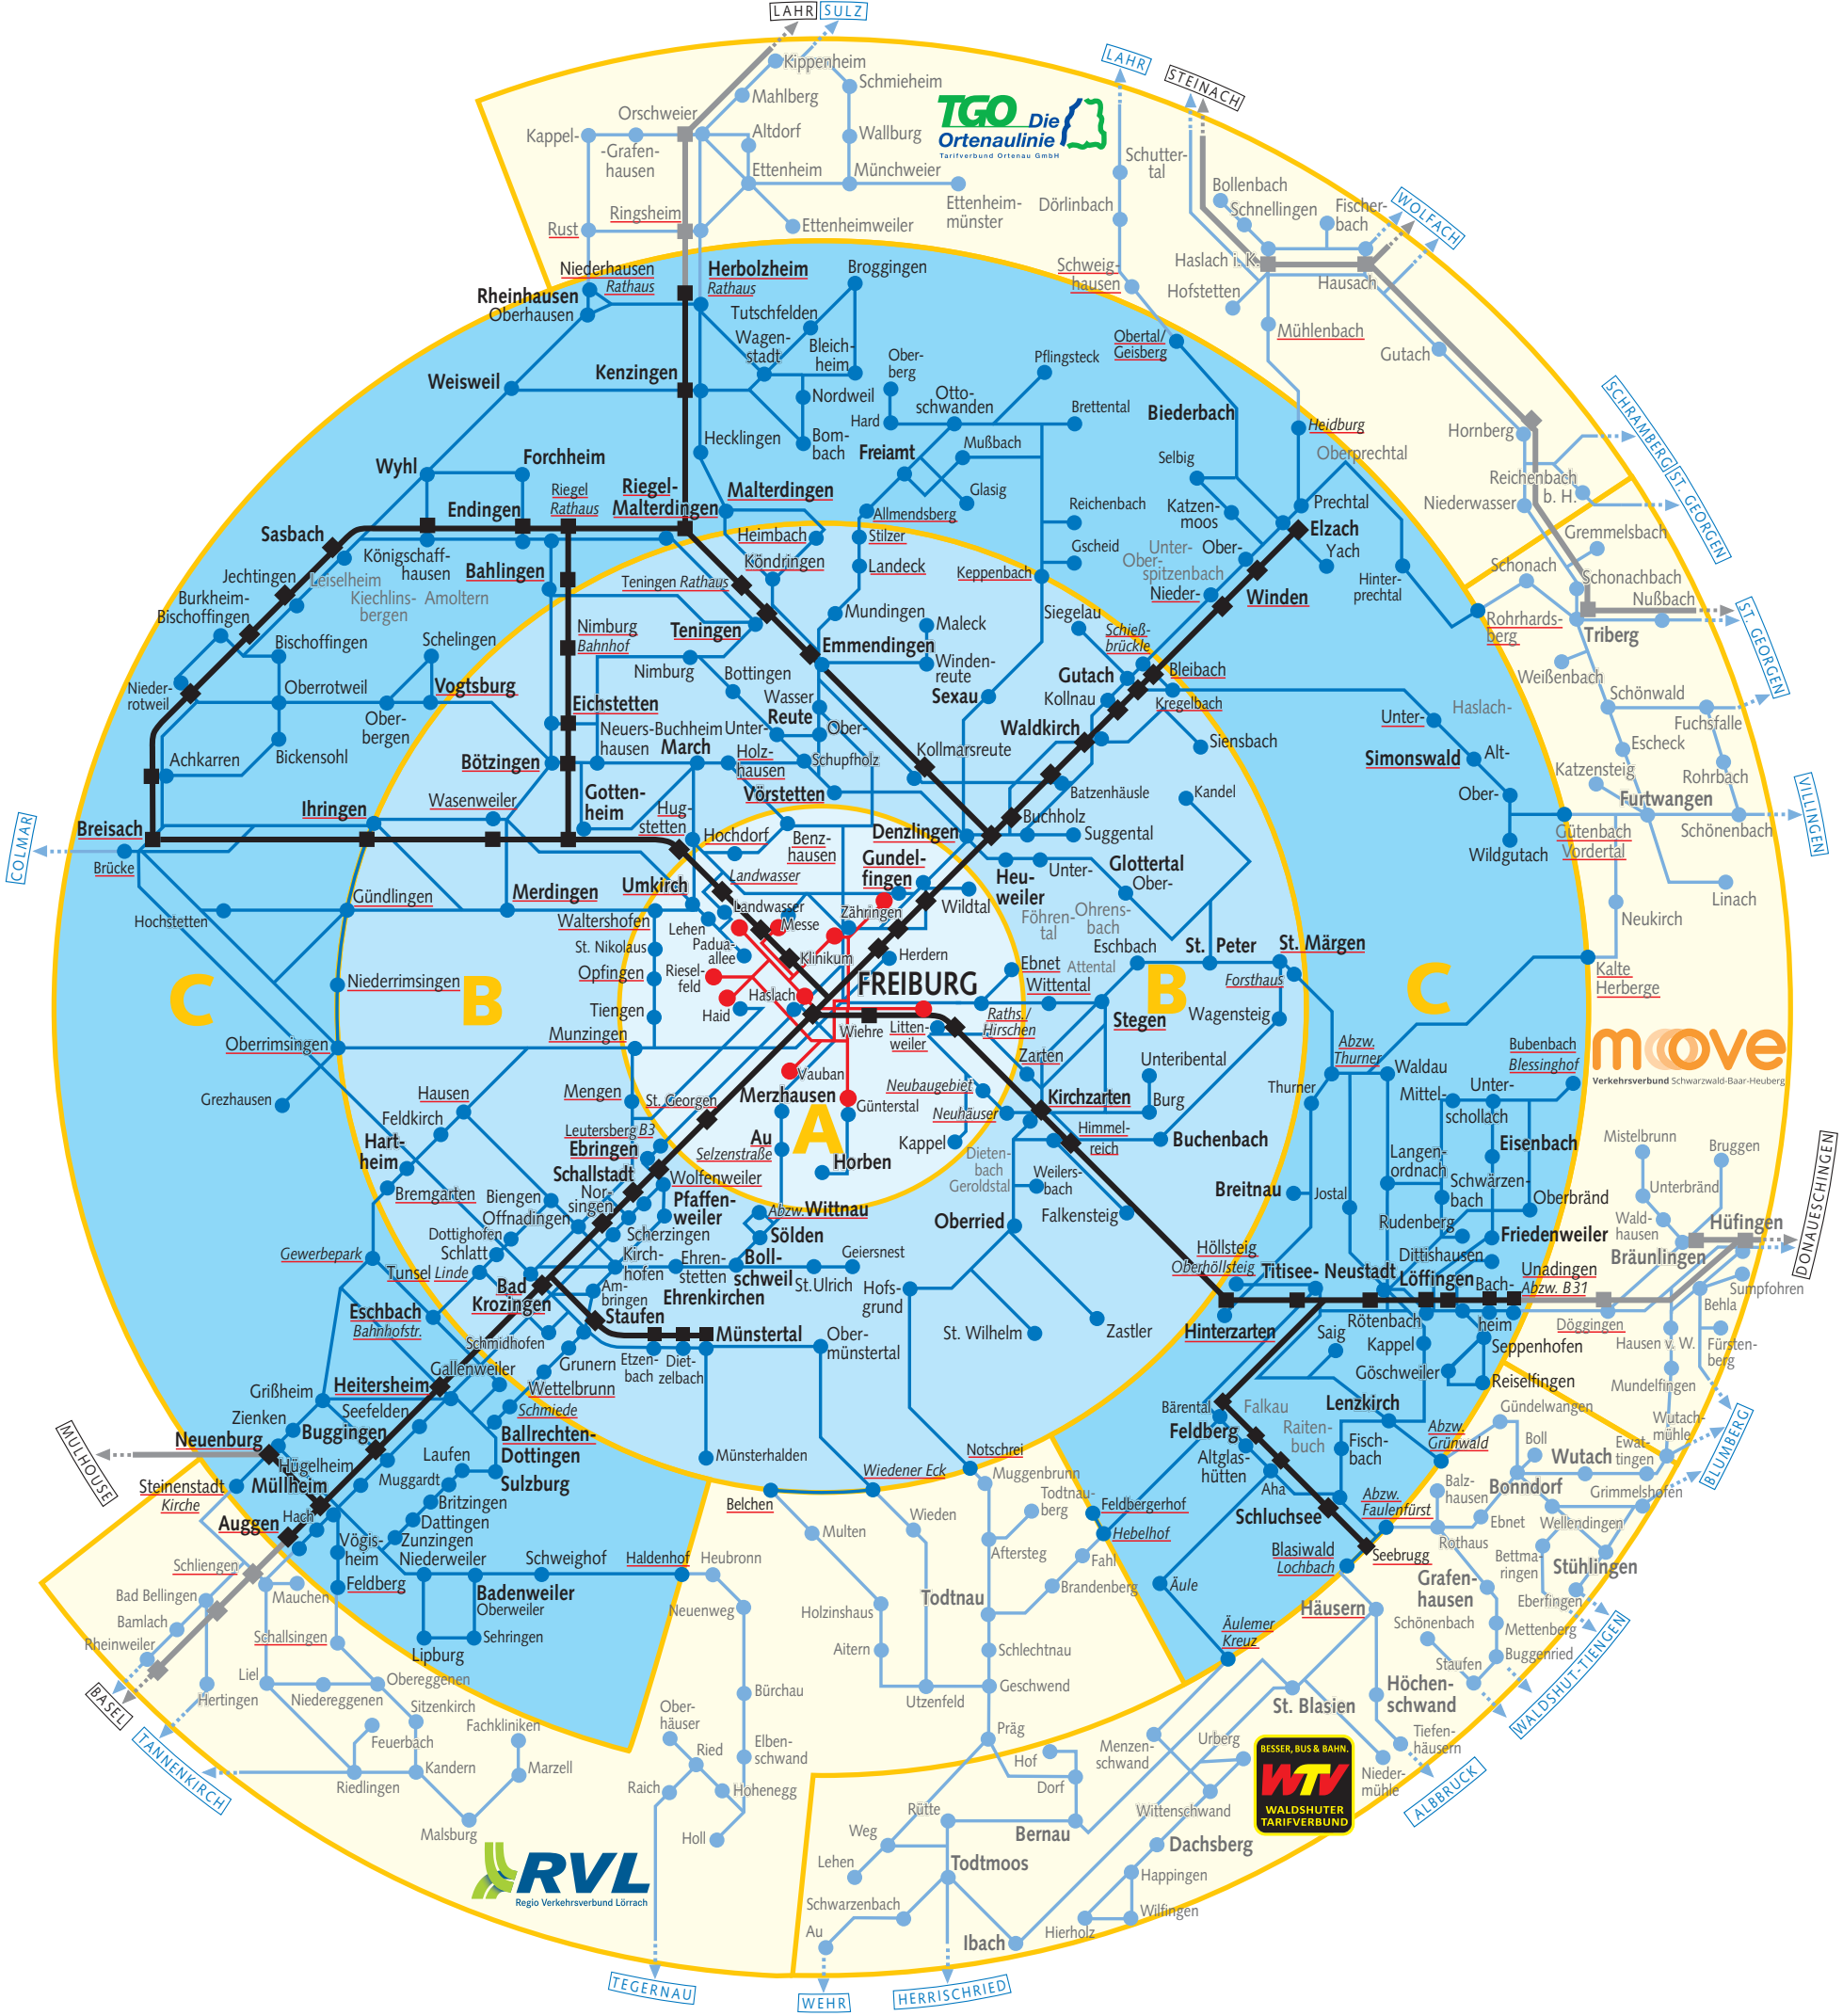 LAHR
SULZ
Kippenheim
Schmieheim
Mahlberg
Orschweier
Kappel-
-Grafen-
hausen
Altdorf
Wallburg
Ettenheim
Münchweier
Ettenheim-
münster
Ringsheim
Rust
Ettenheimweiler
TGO Die
Ortenaulinie
Tarifverbund Ortenau GmbH
LAHR
STEINACH
Schutter-
tal
Dörlinbach
Bollenbach
Schnellingen
Fischer-
bach
WOLFACH
Schweig-
hausen
Haslach i. K.
Hausach
Hofstetten
Mühlenbach
Gutach
SCHRAMBERG
ST. GEORGEN
Hornberg
Reichenbach
b. H.
Niederwasser
Gremmelsbach
Schonach
Schonachbach
Nußbach
ST. GEORGEN
Rohrhards-
berg
Triberg
Weißenbach
Schönwald
Fuchsfalle
Escheck
Katzensteig
Rohrbach
VILLINGEN
Furtwangen
Gütenbach
Vordertal
Schönenbach
Linach
Neukirch
Kalte
Herberge
Niederhausen
Rathaus
Rheinhausen
Oberhausen
Herbolzheim
Rathaus
Broggingen
Tutschfelden
Wagen-
stadt
Bleich-
heim
Weisweil
Kenzingen
Nordweil
Bom-
bach
Hecklingen
Ober-
berg
Hard
Otto-
schwanden
Pflingsteck
Brettental
Obertal/
Geisberg
Biederbach
Heidburg
Oberprechtal
Freiamt
Mußbach
Glasig
Selbig
Katzen-
moos
Prechtal
Elzach
Yach
Hinter-
prechtal
Wyhl
Forchheim
Endingen
Riegel
Rathaus
Riegel-
Malterdingen
Malterdingen
Allmendsberg
Reichenbach
Gscheid
Sasbach
Königschaff-
hausen
Leiselheim
Kiechlins-
bergen
Amoltern
Bahlingen
Heimbach
Köndringen
Stilzer
Landeck
Keppenbach
Unter-
Ober-
spitzenbach
Ober-
Nieder-
Winden
Jechtingen
Burkheim-
Bischoffingen
Bischoffingen
Schelingen
Nimburg
Bahnhof
Teningen Rathaus
Teningen
Mundingen
Emmendingen
Maleck
Winden-
reute
Siegelau
Schieß-
brückle
Bleibach
Gutach
Kollnau
Kregelbach
Nieder-
rotweil
Oberrotweil
Vogtsburg
Ober-
bergen
Nimburg
Bottingen
Wasser
Reute
Ober-
Unter-
Sexau
Waldkirch
Siensbach
Unter-
Haslach-
Simonswald
Alt-
Ober-
Wildgutach
Achkarren
Bickensohl
Bötzingen
Eichstetten
Neuers-
hausen
Buchheim
March
Holz-
hausen
Schupfholz
Vörstetten
Kollmarsreute
Batzenhäusle
Kandel
Buchholz
Suggental
Denzlingen
COLMAR
Breisach
Brücke
Ihringen
Wasenweiler
Gotten-
heim
Hug-
stetten
Hochdorf
Benz-
hausen
Gundel-
fingen
Heu-
weiler
Unter-
Glottertal
Ober-
Hochstetten
Gündlingen
Merdingen
Umkirch
Landwasser
Landwasser
Messe
Zähringen
Wildtal
Waltershofen
Lehen
Padua-
allee
Klinikum
Herdern
FREIBURG
Föhren-
tal
Ohrens-
bach
Eschbach
St. Peter
St. Märgen
Forsthaus
St. Nikolaus
Opfingen
Riesel-
feld
Haslach
Haid
Ebnet
Attental
Wittental
Stegen
Wagensteig
Niederrimsingen
Tiengen
Munzingen
Wiehre
Litten-
weiler
Raths./
Hirschen
Zarten
Unteribental
A
B
B
C
C
moove
Verkehrsverbund Schwarzwald-Baar-Heuberg
Oberrimsingen
Grezhausen
Mengen
St. Georgen
Vauban
Merzhausen
Günterstal
Neubaugebiet
Neuhäuser
Kirchzarten
Burg
Himmel-
reich
Buchenbach
Hausen
Feldkirch
Hart-
heim
Bremgarten
Leutersberg B3
Ebringen
Schallstadt
Wolfenweiler
Au
Selzenstraße
Horben
Kappel
Dieten-
bach
Geroldstal
Weilers-
bach
Falkensteig
Abzw.
Thurner
Thurner
Waldau
Bubenbach
Blessinghof
Mittel-
Unter-
schollach
Eisenbach
Langen-
ordnach
Schwärzen-
bach
Oberbränd
Breitnau
Jostal
Rudenberg
Friedenweiler
Dittishausen
Mistelbrunn
Bruggen
Unterbränd
Wald-
hausen
Hüfingen
Bräunlingen
DONAUESCHINGEN
Sumpfohren
Behla
Fürsten-
berg
Biengen
Offnadingen
Nor-
singen
Pfaffen-
weiler
Scherzingen
Abzw. Wittnau
Sölden
Oberried
Gewerbepark
Dottighofen
Schlatt
Tunsel Linde
Kirch-
hofen
Ehren-
stetten
Boll-
schweil
Geiersnest
St.Ulrich
Ehrenkirchen
Bad
Krozingen
Am-
bringen
Staufen
Hofs-
grund
St. Wilhelm
Zastler
Höllsteig
Oberhöllsteig
Titisee-
Neustadt
Löffingen
Bach-
heim
Unadingen
Abzw. B31
Döggingen
Hausen v. W.
Mundelfingen
Hinterzarten
Rötenbach
Seppenhofen
Saig
Kappel
Göschweiler
Reiselfingen
Eschbach
Bahnhofstr.
Schmidhofen
Gallenweiler
Grunern
Wettelbrunn
Schmiede
Etzen-
bach
Diet-
zelbach
Münstertal
Ober-
münstertal
Münsterhalden
Bärental
Falkau
Feldberg
Raiten-
buch
Altglas-
hütten
Aha
Lenzkirch
Fisch-
bach
Abzw.
Grünwald
Abzw.
Faulenfürst
Schluchsee
Seebrugg
Blasiwald
Lochbach
Gündelwangen
Boll
Wutach
Ewat-
tingen
Wutach-
mühle
BLUMBERG
Balz-
hausen
Bonndorf
Grimmelshofen
Ebnet
Wellendingen
Rothaus
Bettma-
ringen
Stühlingen
Eberfingen
Grafen-
hausen
Mettenberg
Buggenried
Schönenbach
Staufen
WALDSHUT-TIENGEN
Grißheim
Heitersheim
Zienken
Seefelden
Buggingen
Neuenburg
Hügelheim
Müllheim
Hach
Auggen
Ballrechten-
Dottingen
Laufen
Sulzburg
Muggardt
Britzingen
Dattingen
Zunzingen
Vögis-
heim
Niederweiler
Schweighof
Haldenhof
Heubronn
MULHOUSE
Steinenstadt
Kirche
Feldberg
Badenweiler
Oberweiler
Sehringen
Lipburg
Schliengen
Bad Bellingen
Mauchen
Bamlach
Rheinweiler
Schallsingen
Liel
Hertingen
Obereggenen
Niedereggenen
Sitzenkirch
Feuerbach
Fachkliniken
Riedlingen
Kandern
Marzell
Malsburg
BASEL
TANNENKIRCH
RVL
Regio Verkehrsverbund Lörrach
Neuenweg
Bürchau
Elben-
schwand
Ober-
häuser
Ried
Raich
Hohenegg
Holl
TEGERNAU
Belchen
Wiedener Eck
Notschrei
Muggenbrunn
Todtnau-
berg
Feldbergerhof
Hebelhof
Multen
Wieden
Aftersteg
Fahl
Brandenberg
Todtnau
Holzinshaus
Aitern
Schlechtnau
Utzenfeld
Geschwend
Präg
Äule
Äulemer
Kreuz
Häusern
Höchen-
schwand
St. Blasien
Tiefen-
häusern
Nieder-
mühle
ALBBRUCK
Menzen-
schwand
Urberg
Hof
Dorf
Bernau
Wittenschwand
Dachsberg
Happingen
Wilfingen
Hierholz
Rütte
Weg
Lehen
Todtmoos
Schwarzenbach
Au
Ibach
WEHR
HERRISCHRIED
BESSER, BUS & BAHN.
WTV
WALDSHUTER
TARIFVERBUND